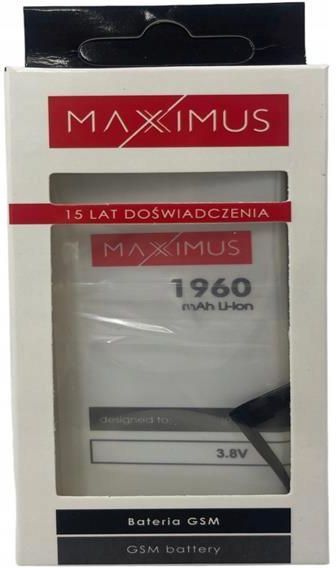 MAXXIMUS
15 LAT DOŚWIADCZENIA
MAXXIMUS
1960
mAh Li-Ion
designed to:
3.8V
Bateria GSM
GSM battery